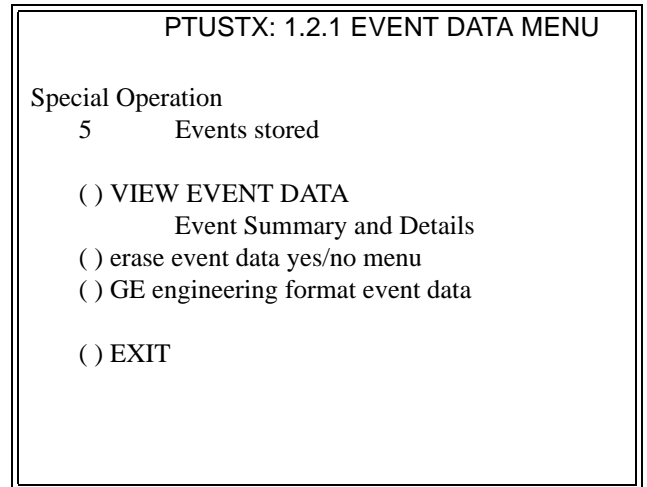 PTUSTX: 1.2.1 EVENT DATA MENU
Special Operation
5 Events stored
( ) VIEW EVENT DATA
Event Summary and Details
( ) erase event data yes/no menu
( ) GE engineering format event data
( ) EXIT